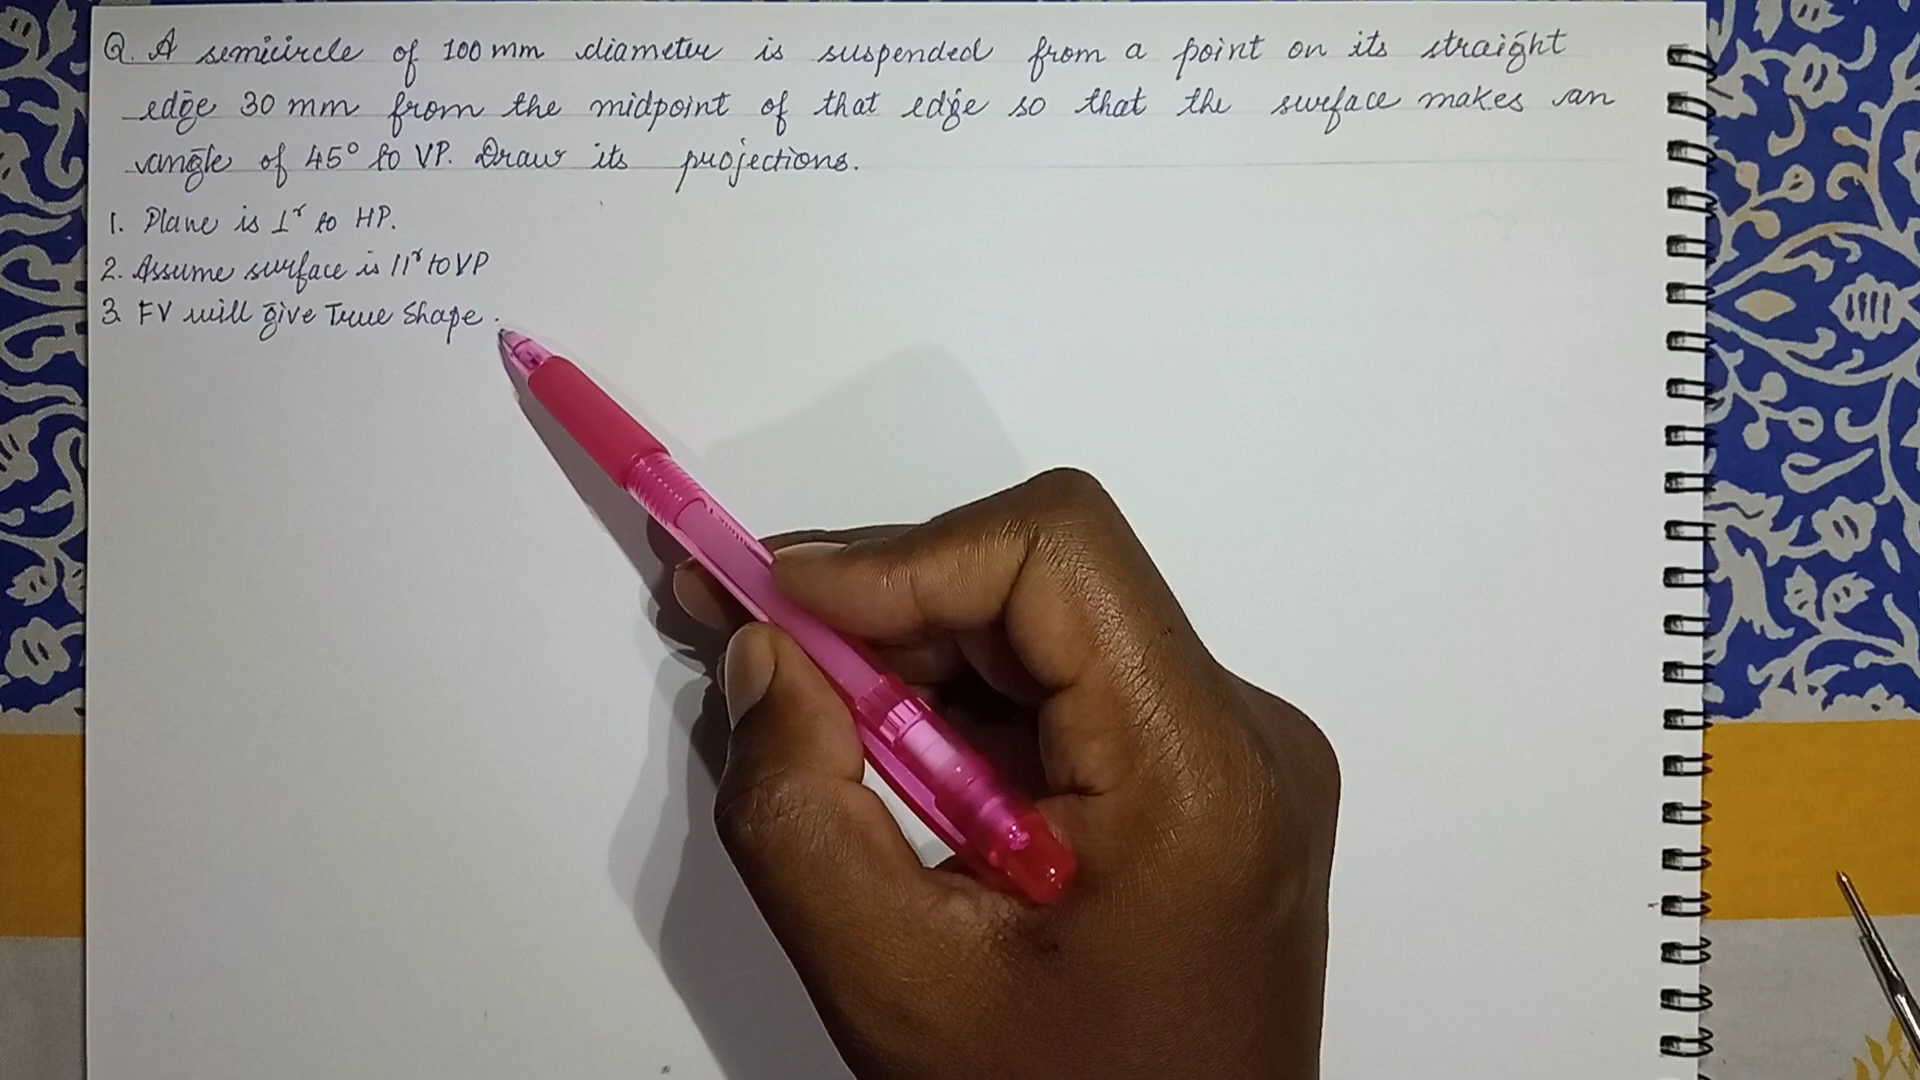 Q. A semicircle of 100 mm diameter is suspended from a point on its straight
edge 30 mm from the midpoint of that edge so that the surface makes an
angle of 45° to VP. Draw its projections.
1. Plane is ⊥ʳ to HP.
2. Assume surface is 11ʳ to VP
3. FV will give True Shape.